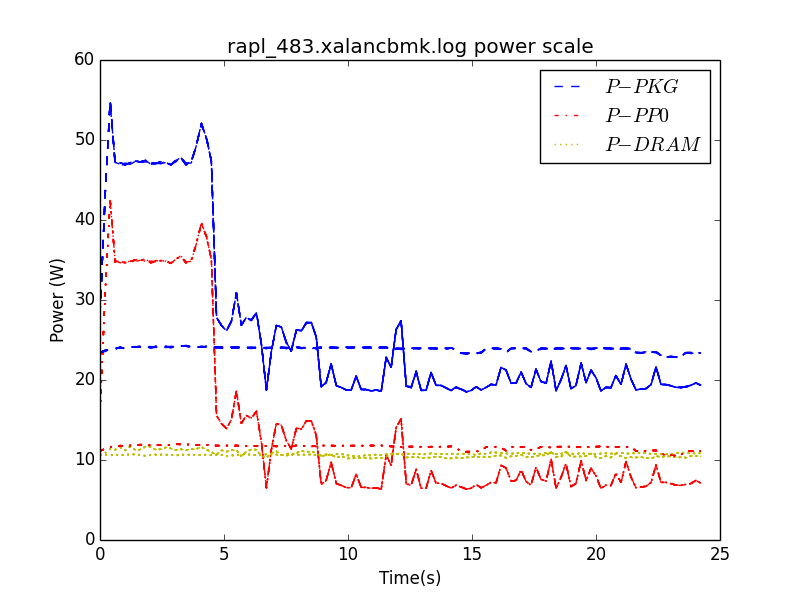 rapl_483.xalancbmk.log power scale
60
50
40
30
20
10
0
Power (W)
P−PKG
P−PP0
P−DRAM
0 5 10 15 20 25
Time(s)